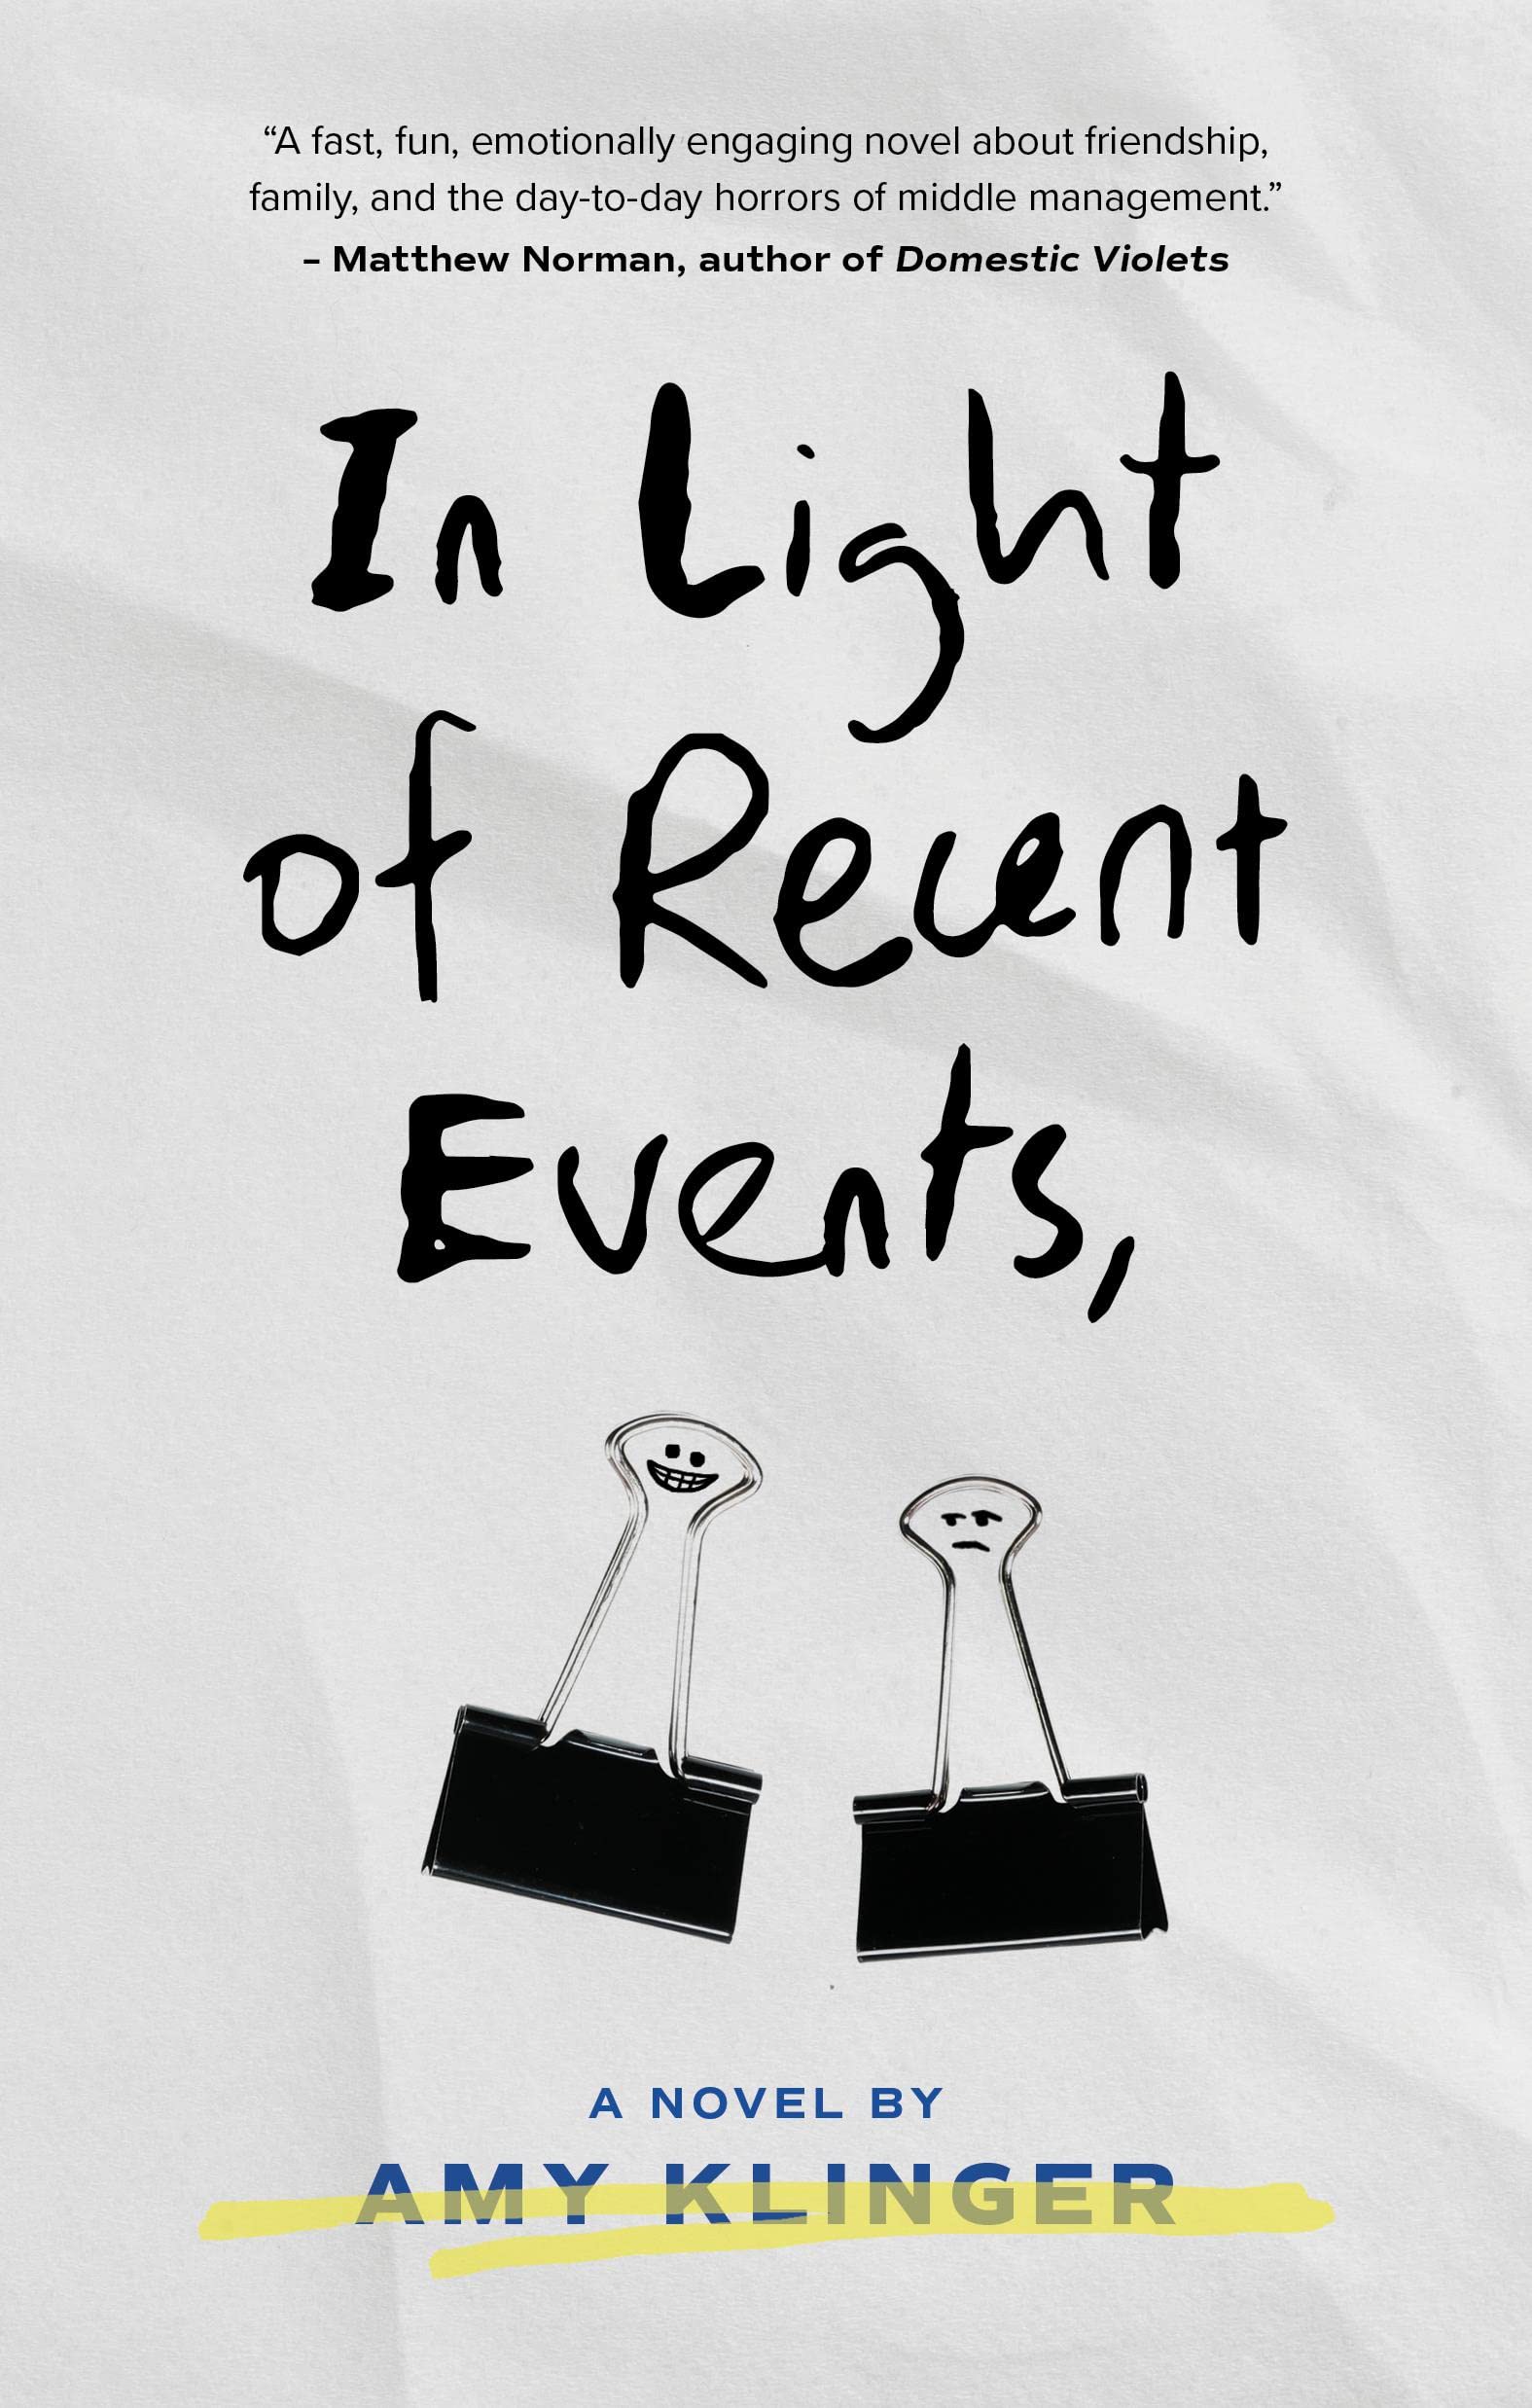 “A fast, fun, emotionally engaging novel about friendship,
family, and the day-to-day horrors of middle management.”
– Matthew Norman, author of Domestic Violets
In Light
of Recent
Events,
A NOVEL BY
AMY KLINGER